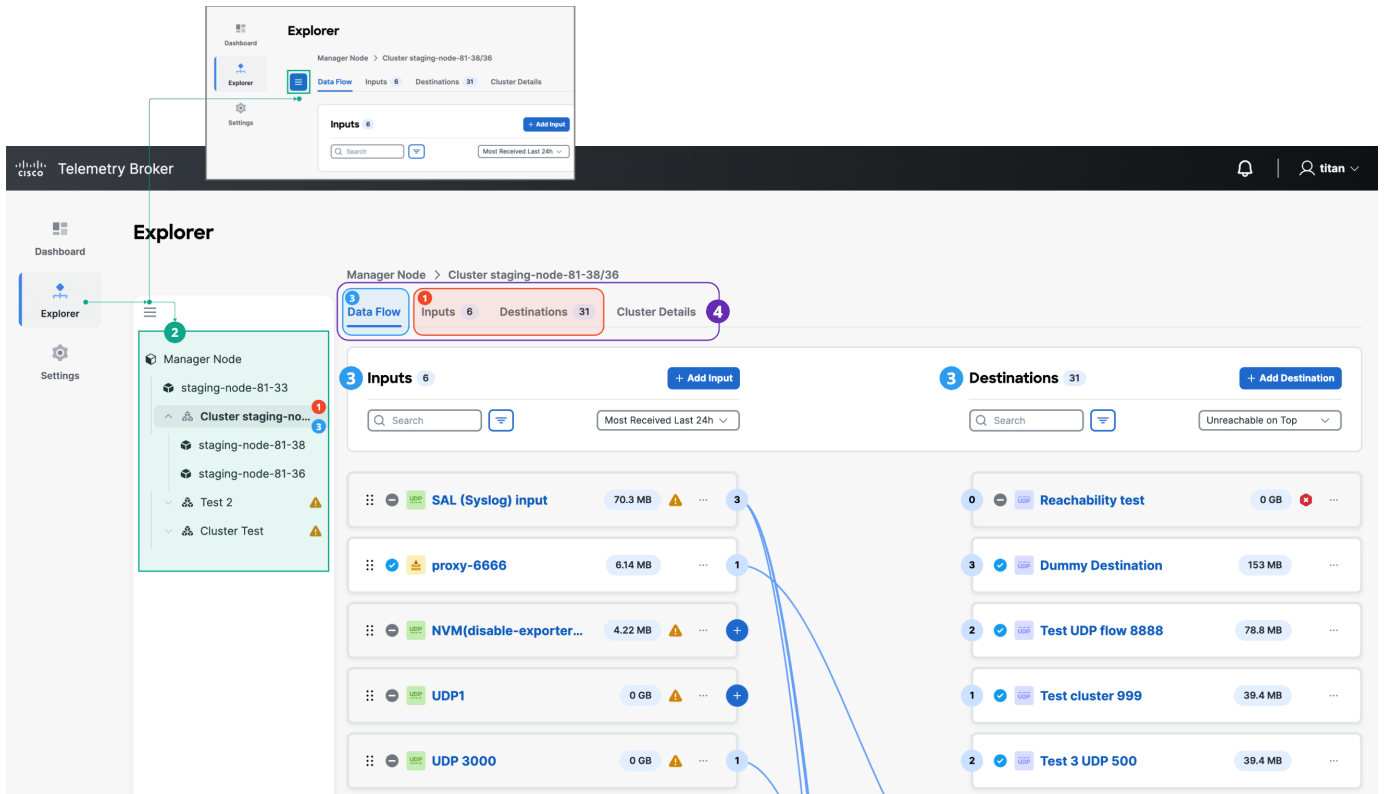 Dashboard
Explorer
Manager Node > Cluster staging-node-81-38/36
Explorer
Data Flow Inputs 6 Destinations 31 Cluster Details
Settings
Inputs 6 + Add Input
Search Most Received Last 24h
cisco Telemetry Broker titan
Dashboard
Explorer
Manager Node > Cluster staging-node-81-38/36
Explorer
3 1
Data Flow Inputs 6 Destinations 31 Cluster Details 4
2
Settings
Manager Node
staging-node-81-33
Cluster staging-no... 1
3
staging-node-81-38
staging-node-81-36
Test 2
Cluster Test
3 Inputs 6 + Add Input
Search Most Received Last 24h
3 Destinations 31 + Add Destination
Search Unreachable on Top
UDP SAL (Syslog) input 70.3 MB ... 3
proxy-6666 6.14 MB ... 1
UDP NVM(disable-exporter... 4.22 MB ... +
UDP UDP1 0 GB ... +
UDP UDP 3000 0 GB ... 1
0 UDP Reachability test 0 GB ...
3 UDP Dummy Destination 153 MB ...
2 UDP Test UDP flow 8888 78.8 MB ...
1 UDP Test cluster 999 39.4 MB ...
2 UDP Test 3 UDP 500 39.4 MB ...